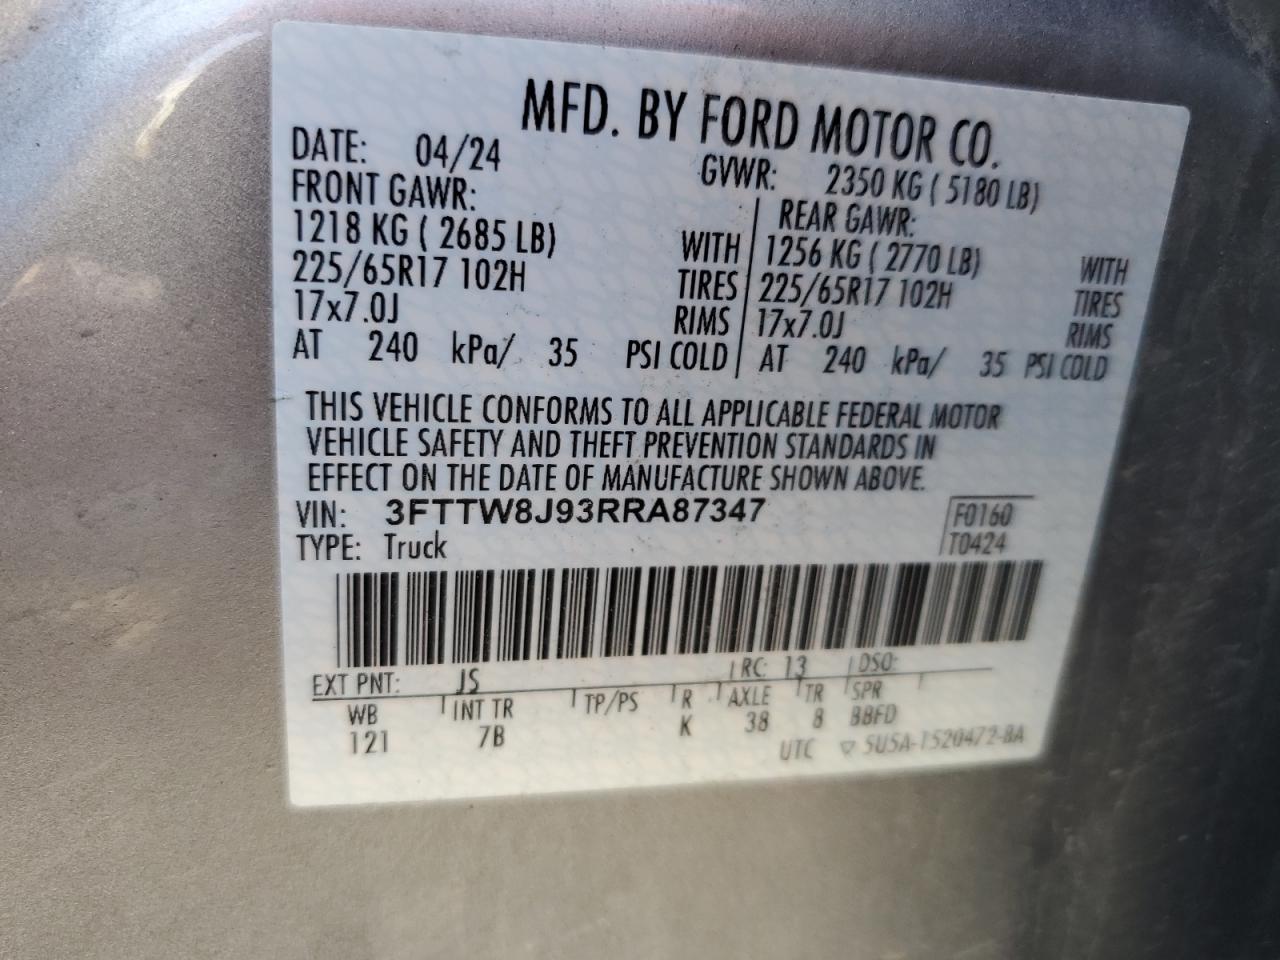 MFD. BY FORD MOTOR CO.
DATE: 04/24 GVWR: 2350 KG ( 5180 LB)
FRONT GAWR: REAR GAWR:
1218 KG ( 2685 LB) WITH 1256 KG ( 2770 LB) WITH
225/65R17 102H TIRES 225/65R17 102H TIRES
17x7.0J RIMS 17x7.0J RIMS
AT 240 kPa/ 35 PSI COLD AT 240 kPa/ 35 PSI COLD
THIS VEHICLE CONFORMS TO ALL APPLICABLE FEDERAL MOTOR
VEHICLE SAFETY AND THEFT PREVENTION STANDARDS IN
EFFECT ON THE DATE OF MANUFACTURE SHOWN ABOVE.
VIN: 3FTTW8J93RRA87347 F0160
TYPE: Truck T0424
EXT PNT: JS RC: 13 DSO:
WB INT TR TP/PS R AXLE TR SPR
121 7B K 38 8 BBFD
UTC ▽ 5U5A-1520472-BA